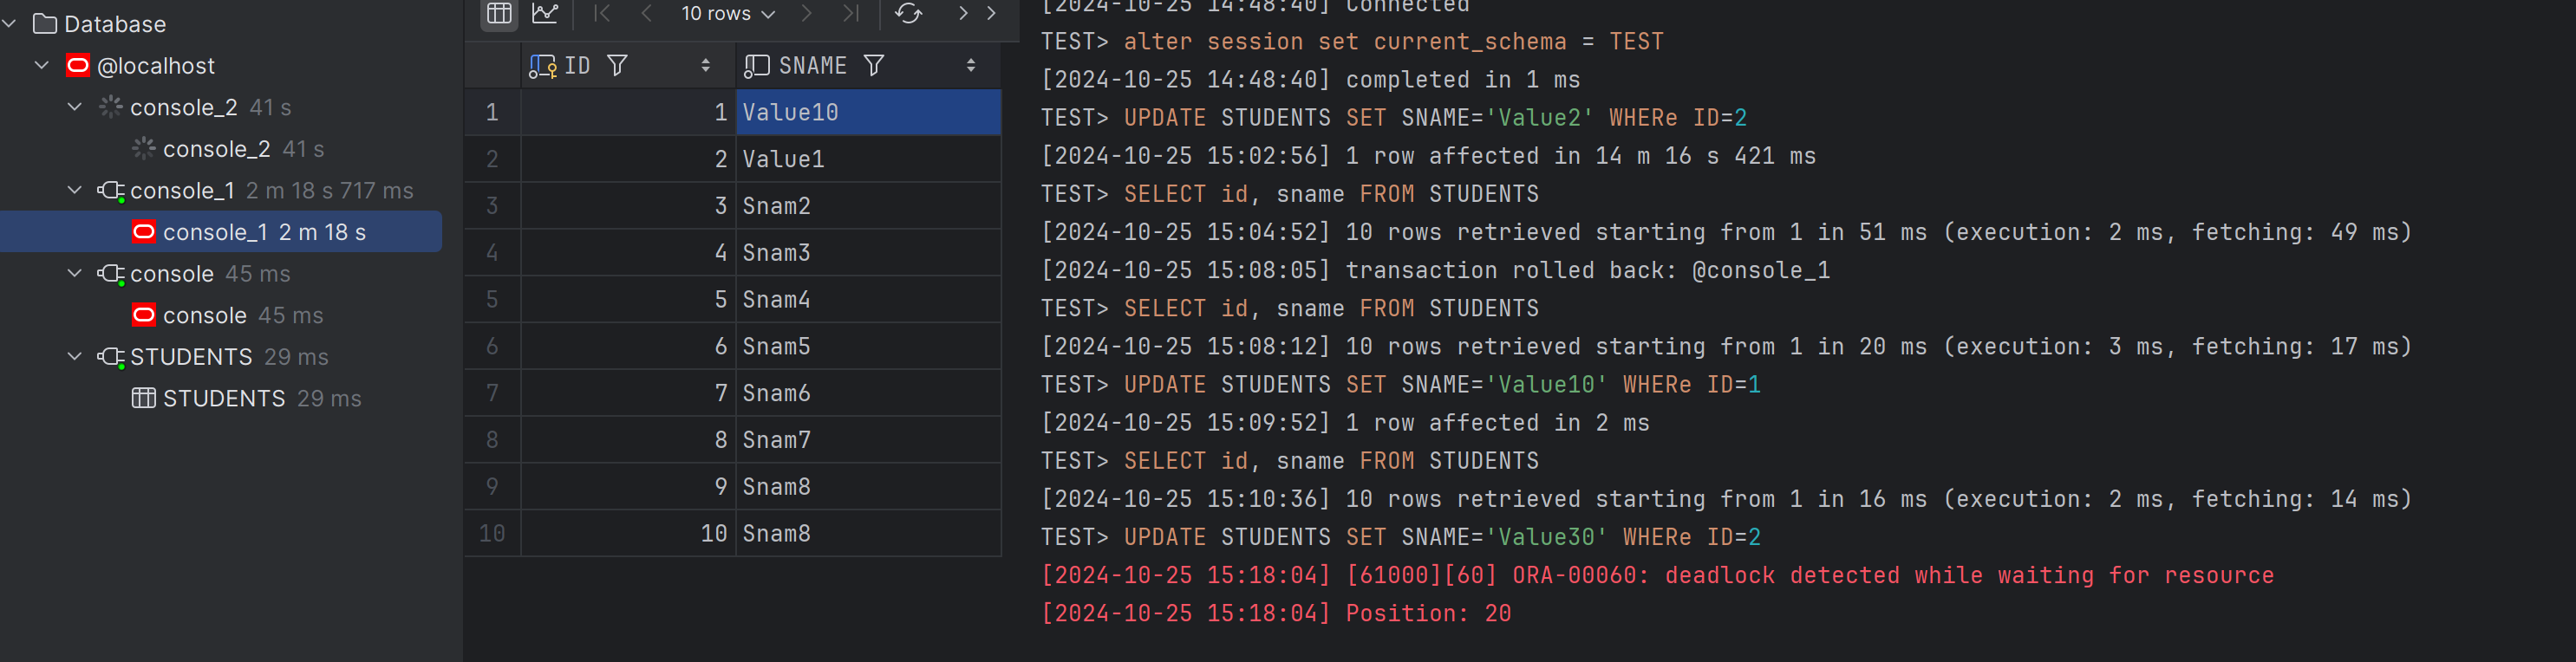 Database
@localhost
console_2 41 s
console_2 41 s
console_1 2 m 18 s 717 ms
console_1 2 m 18 s
console 45 ms
console 45 ms
STUDENTS 29 ms
STUDENTS 29 ms
10 rows
ID SNAME
1 1 Value10
2 2 Value1
3 3 Snam2
4 4 Snam3
5 5 Snam4
6 6 Snam5
7 7 Snam6
8 8 Snam7
9 9 Snam8
10 10 Snam8
[2024-10-25 14:48:40] Connected
TEST> alter session set current_schema = TEST
[2024-10-25 14:48:40] completed in 1 ms
TEST> UPDATE STUDENTS SET SNAME='Value2' WHERe ID=2
[2024-10-25 15:02:56] 1 row affected in 14 m 16 s 421 ms
TEST> SELECT id, sname FROM STUDENTS
[2024-10-25 15:04:52] 10 rows retrieved starting from 1 in 51 ms (execution: 2 ms, fetching: 49 ms)
[2024-10-25 15:08:05] transaction rolled back: @console_1
TEST> SELECT id, sname FROM STUDENTS
[2024-10-25 15:08:12] 10 rows retrieved starting from 1 in 20 ms (execution: 3 ms, fetching: 17 ms)
TEST> UPDATE STUDENTS SET SNAME='Value10' WHERe ID=1
[2024-10-25 15:09:52] 1 row affected in 2 ms
TEST> SELECT id, sname FROM STUDENTS
[2024-10-25 15:10:36] 10 rows retrieved starting from 1 in 16 ms (execution: 2 ms, fetching: 14 ms)
TEST> UPDATE STUDENTS SET SNAME='Value30' WHERe ID=2
[2024-10-25 15:18:04] [61000][60] ORA-00060: deadlock detected while waiting for resource
[2024-10-25 15:18:04] Position: 20